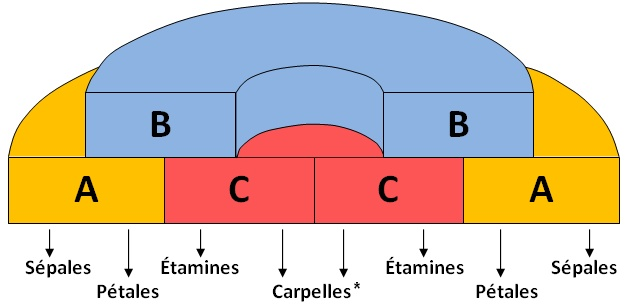 B B
A C C A
Sépales Étamines Étamines Sépales
Pétales Carpelles* Pétales